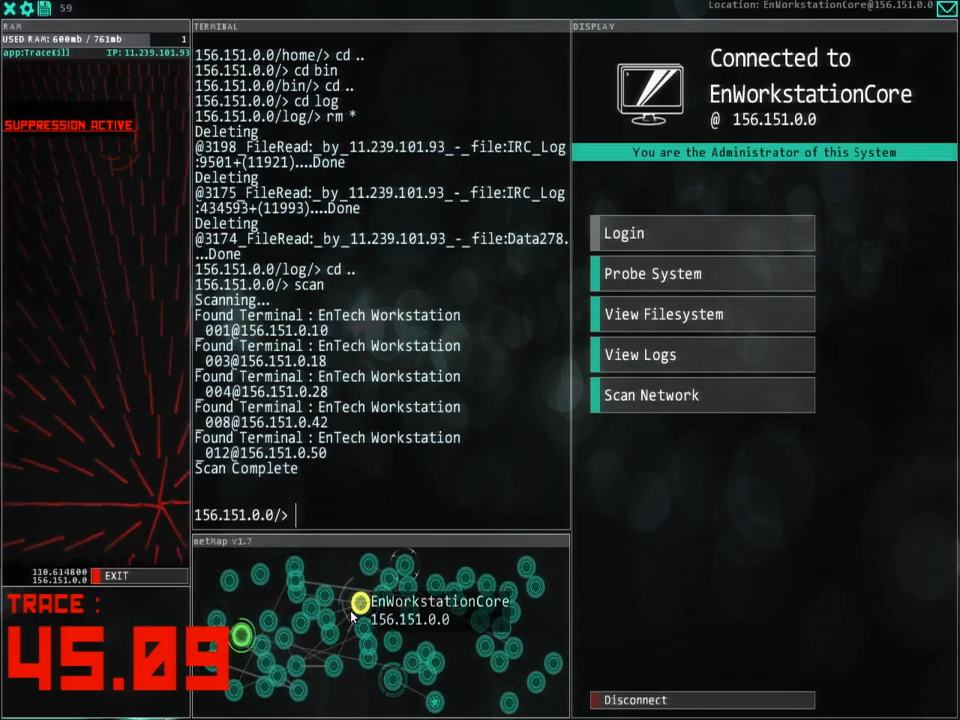 59
Location: EnWorkstationCore@156.151.0.0
RAM
USED RAM: 600mb / 761mb 1
app:TraceKill IP: 11.239.101.93
SUPPRESSION ACTIVE
110.614800
156.151.0.0
EXIT
TRACE :
45.09
TERMINAL
156.151.0.0/home/> cd ..
156.151.0.0/> cd bin
156.151.0.0/bin/> cd ..
156.151.0.0/> cd log
156.151.0.0/log/> rm *
Deleting
@3198_FileRead:_by_11.239.101.93_-_file:IRC_Log
:9501+(11921)....Done
Deleting
@3175_FileRead:_by_11.239.101.93_-_file:IRC_Log
:434593+(11993)....Done
Deleting
@3174_FileRead:_by_11.239.101.93_-_file:Data278.
...Done
156.151.0.0/log/> cd ..
156.151.0.0/> scan
Scanning...
Found Terminal : EnTech Workstation
_001@156.151.0.10
Found Terminal : EnTech Workstation
_003@156.151.0.18
Found Terminal : EnTech Workstation
_004@156.151.0.28
Found Terminal : EnTech Workstation
_008@156.151.0.42
Found Terminal : EnTech Workstation
_012@156.151.0.50
Scan Complete
156.151.0.0/>
netMap v1.7
EnWorkstationCore
156.151.0.0
DISPLAY
Connected to
EnWorkstationCore
@ 156.151.0.0
You are the Administrator of this System
Login
Probe System
View Filesystem
View Logs
Scan Network
Disconnect